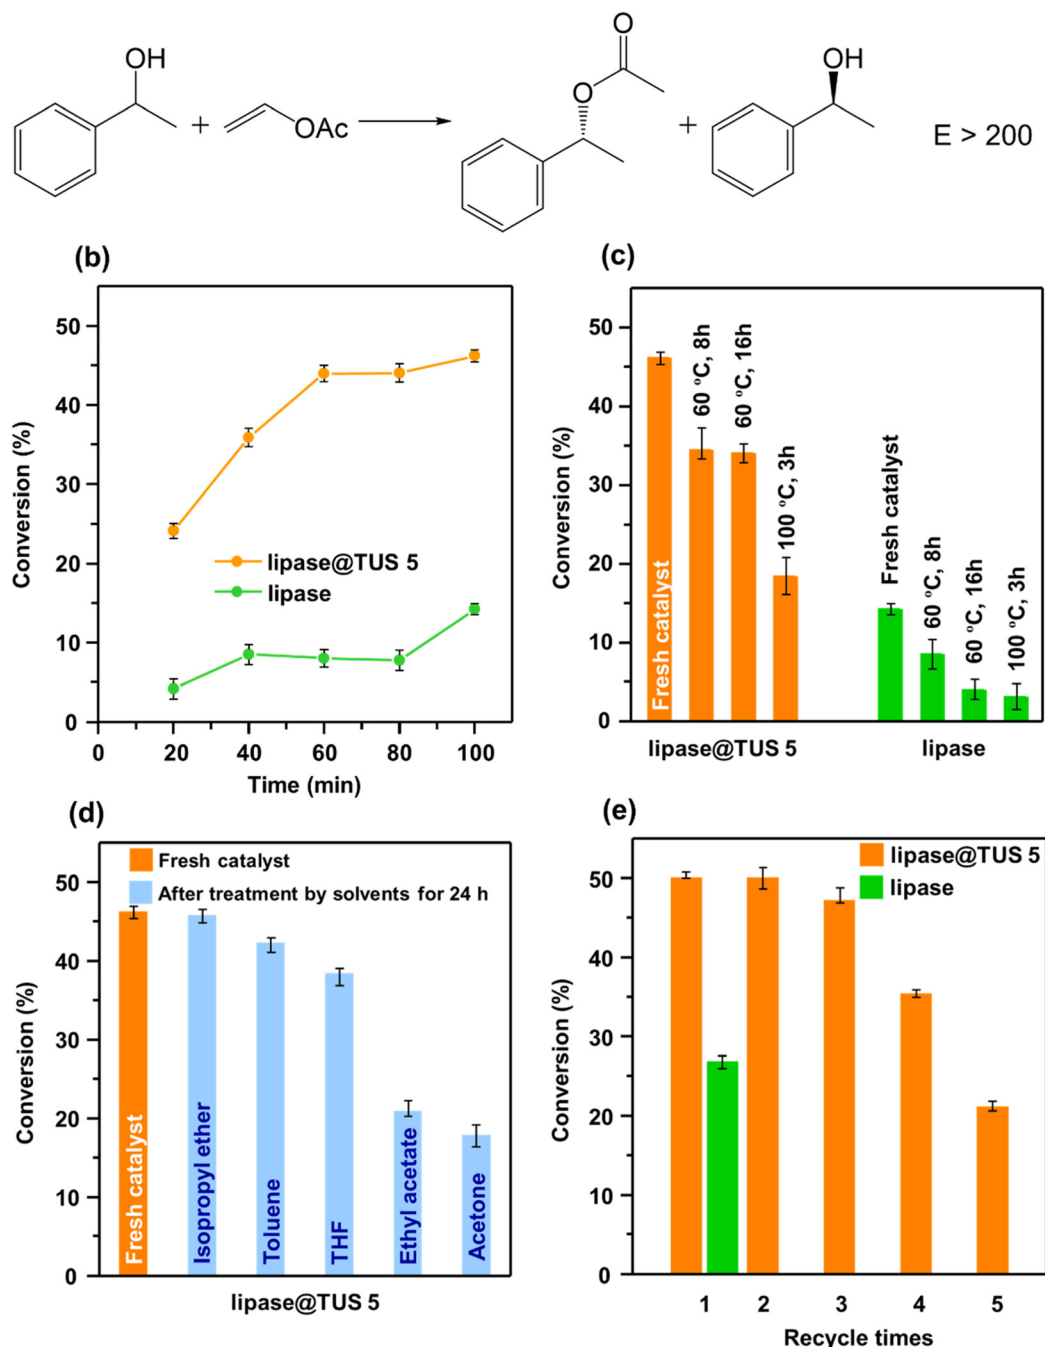 OH
+
OAc
O
O
+
OH
E > 200
(b)
50
40
30
20
10
0
Conversion (%)
lipase@TUS 5
lipase
0
20
40
60
80
100
Time (min)
(c)
50
40
30
20
10
0
Conversion (%)
Fresh catalyst
60 °C, 8h
60 °C, 16h
100 °C, 3h
Fresh catalyst
60 °C, 8h
60 °C, 16h
100 °C, 3h
lipase@TUS 5
lipase
(d)
Fresh catalyst
After treatment by solvents for 24 h
50
40
30
20
10
0
Conversion (%)
Fresh catalyst
Isopropyl ether
Toluene
THF
Ethyl acetate
Acetone
lipase@TUS 5
(e)
lipase@TUS 5
lipase
50
40
30
20
10
0
Conversion (%)
1
2
3
4
5
Recycle times